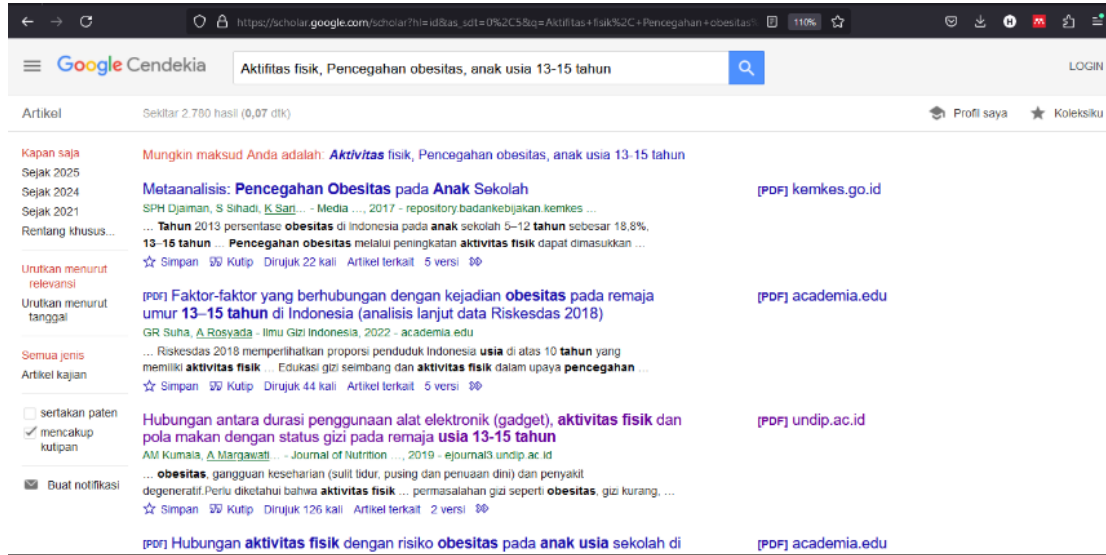 https://scholar.google.com/scholar?hl=id&as_sdt=0%2C5&q=Aktifitas+fisik%2C+Pencegahan+obesitas%
110%
Google Cendekia
Aktifitas fisik, Pencegahan obesitas, anak usia 13-15 tahun
LOGIN
Artikel
Sekitar 2.780 hasil (0,07 dtk)
Profil saya
Koleksiku
Kapan saja
Sejak 2025
Sejak 2024
Sejak 2021
Rentang khusus...
Urutkan menurut
relevansi
Urutkan menurut
tanggal
Semua jenis
Artikel kajian
sertakan paten
mencakup
kutipan
Buat notifikasi
Mungkin maksud Anda adalah: Aktivitas fisik, Pencegahan obesitas, anak usia 13-15 tahun
Metaanalisis: Pencegahan Obesitas pada Anak Sekolah
[PDF] kemkes.go.id
SPH Djaiman, S Sihadi, K Sari... - Media ..., 2017 - repository.badankebijakan.kemkes ...
... Tahun 2013 persentase obesitas di Indonesia pada anak sekolah 5–12 tahun sebesar 18,8%,
13–15 tahun ... Pencegahan obesitas melalui peningkatan aktivitas fisik dapat dimasukkan ...
Simpan Kutip Dirujuk 22 kali Artikel terkait 5 versi
[PDF] Faktor-faktor yang berhubungan dengan kejadian obesitas pada remaja
umur 13–15 tahun di Indonesia (analisis lanjut data Riskesdas 2018)
[PDF] academia.edu
GR Suha, A Rosyada - Ilmu Gizi Indonesia, 2022 - academia.edu
... Riskesdas 2018 memperlihatkan proporsi penduduk Indonesia usia di atas 10 tahun yang
memiliki aktivitas fisik ... Edukasi gizi seimbang dan aktivitas fisik dalam upaya pencegahan ...
Simpan Kutip Dirujuk 44 kali Artikel terkait 5 versi
Hubungan antara durasi penggunaan alat elektronik (gadget), aktivitas fisik dan
pola makan dengan status gizi pada remaja usia 13-15 tahun
[PDF] undip.ac.id
AM Kumala, A Margawati... - Journal of Nutrition ..., 2019 - ejournal3.undip.ac.id
... obesitas, gangguan keseharian (sulit tidur, pusing dan penuaan dini) dan penyakit
degeneratif.Perlu diketahui bahwa aktivitas fisik ... permasalahan gizi seperti obesitas, gizi kurang, ...
Simpan Kutip Dirujuk 126 kali Artikel terkait 2 versi
[PDF] Hubungan aktivitas fisik dengan risiko obesitas pada anak usia sekolah di
[PDF] academia.edu